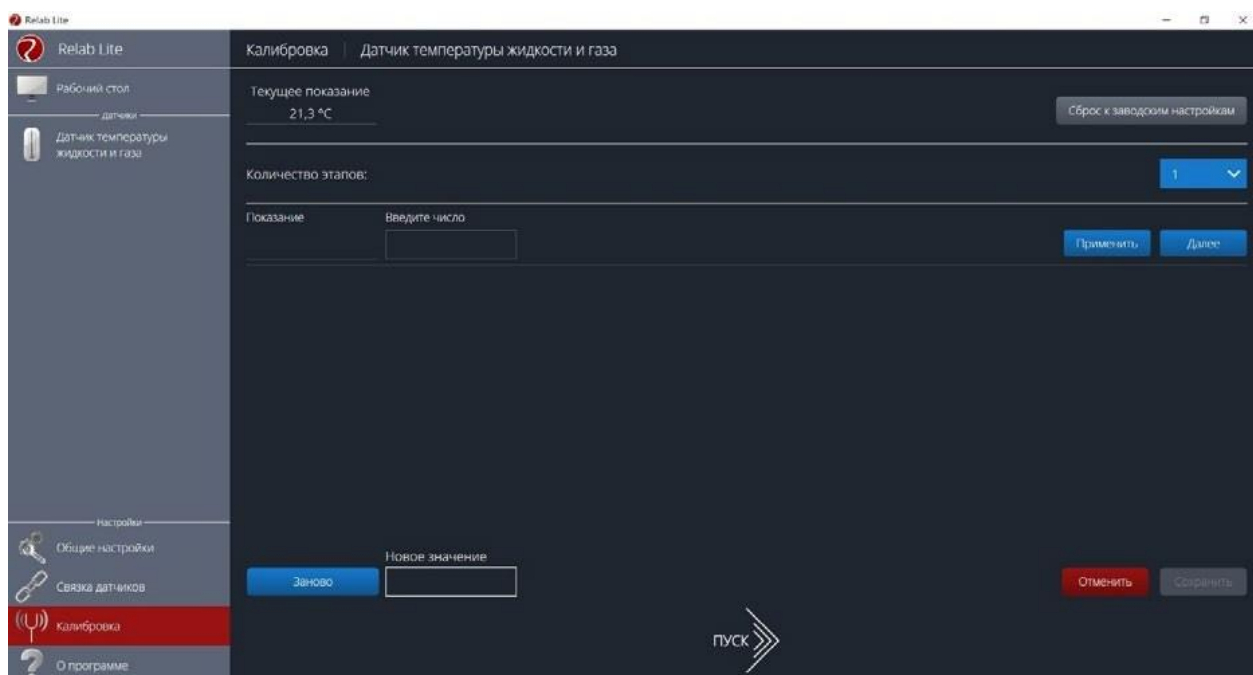 Relab Lite
Relab Lite
Рабочий стол
Датчики
Датчик температуры
жидкости и газа
Настройки
Общие настройки
Связка датчиков
Калибровка
О программе
Калибровка | Датчик температуры жидкости и газа
Текущее показание
21,3 °C
Сброс к заводским настройкам
Количество этапов:
1
Показание
Введите число
Применить
Далее
Новое значение
Заново
Отменить
Сохранить
ПУСК